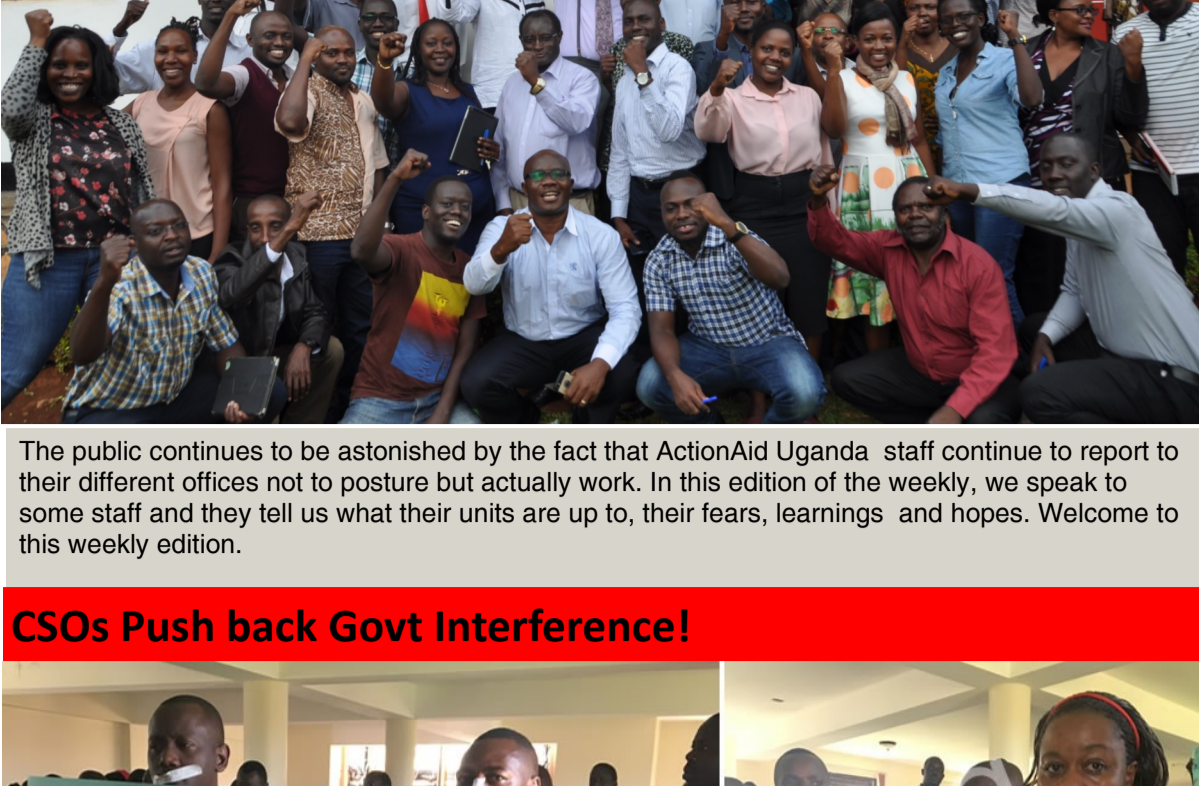 The public continues to be astonished by the fact that ActionAid Uganda  staff continue to report to
their different offices not to posture but actually work. In this edition of the weekly, we speak to
some staff and they tell us what their units are up to, their fears, learnings  and hopes. Welcome to
this weekly edition.
CSOs Push back Govt Interference!